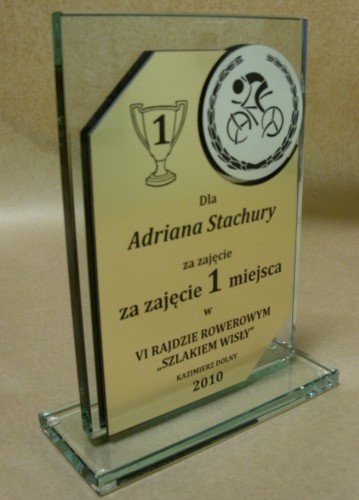 1
Dla
Adriana Stachury
za zajęcie
za zajęcie 1 miejsca
w
VI RAJDZIE ROWEROWYM
„SZLAKIEM WISŁY”
KAZIMIERZ DOLNY
2010